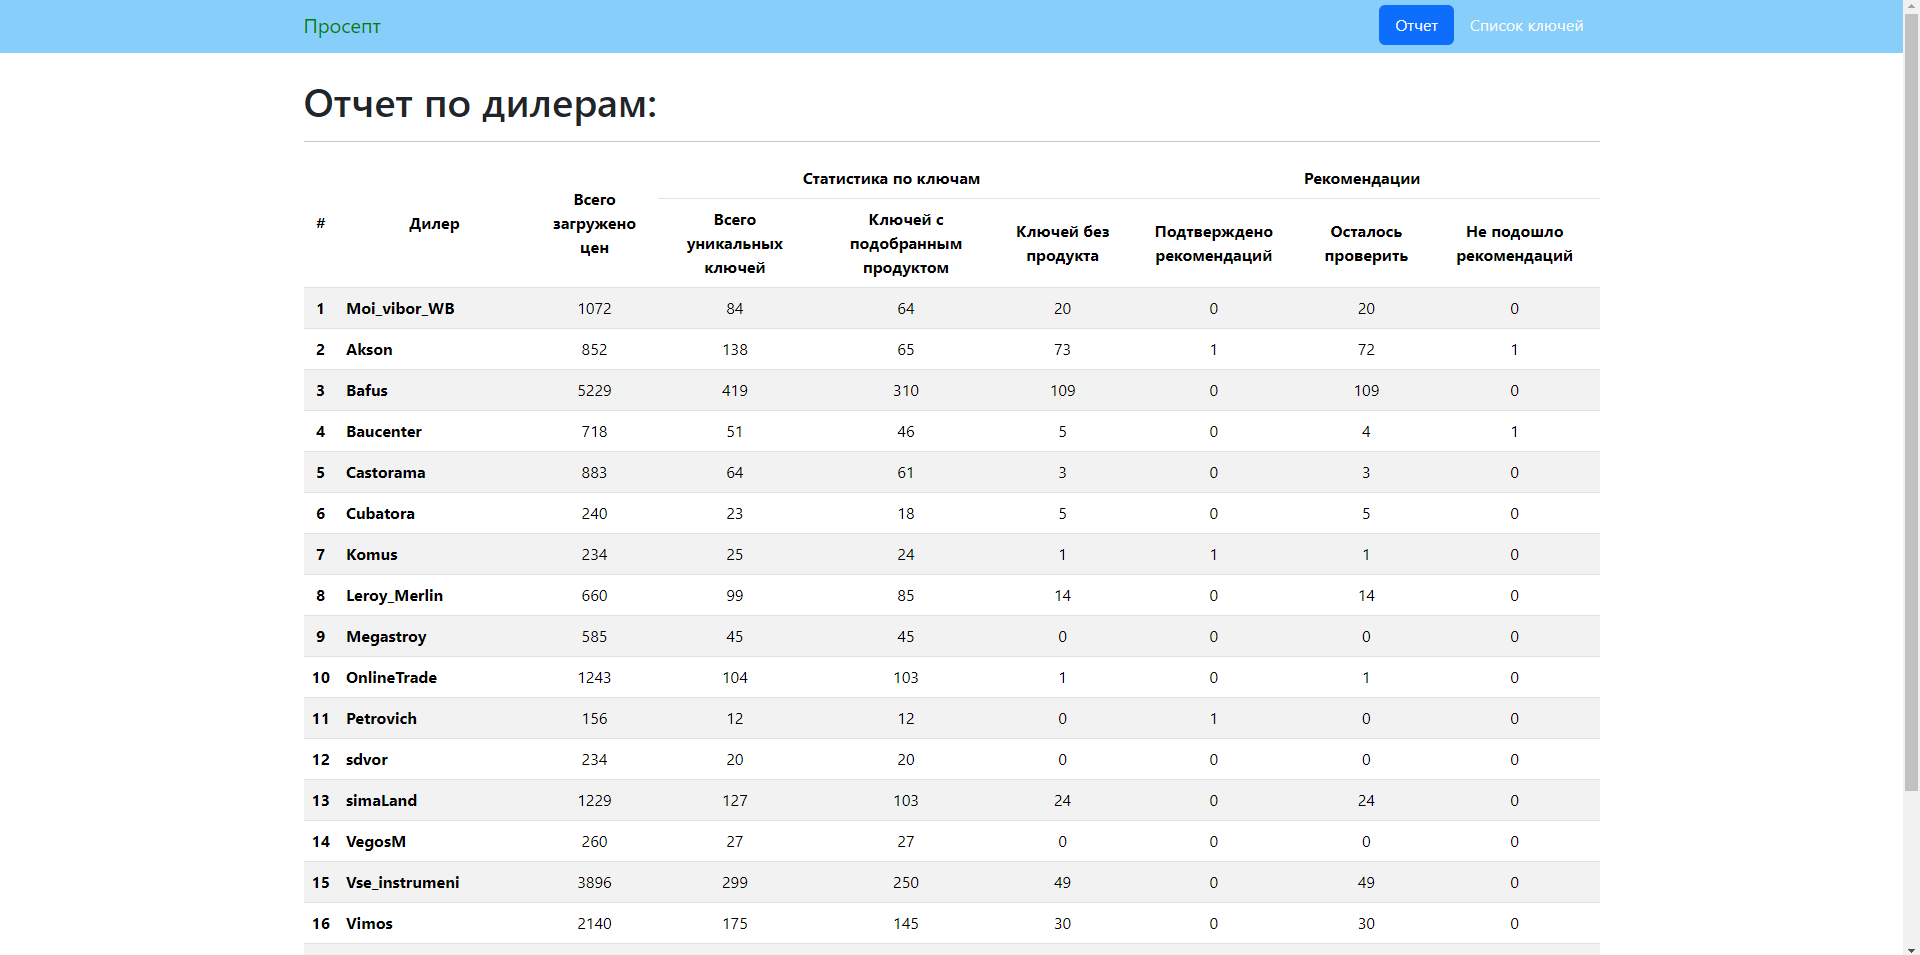 Просепт
Отчет
Список ключей
Отчет по дилерам:
Статистика по ключам
Рекомендации
#
Дилер
Всего
загружено
цен
Всего
уникальных
ключей
Ключей с
подобранным
продуктом
Ключей без
продукта
Подтверждено
рекомендаций
Осталось
проверить
Не подошло
рекомендаций
1 Moi_vibor_WB 1072 84 64 20 0 20 0
2 Akson 852 138 65 73 1 72 1
3 Bafus 5229 419 310 109 0 109 0
4 Baucenter 718 51 46 5 0 4 1
5 Castorama 883 64 61 3 0 3 0
6 Cubatora 240 23 18 5 0 5 0
7 Komus 234 25 24 1 1 1 0
8 Leroy_Merlin 660 99 85 14 0 14 0
9 Megastroy 585 45 45 0 0 0 0
10 OnlineTrade 1243 104 103 1 0 1 0
11 Petrovich 156 12 12 0 1 0 0
12 sdvor 234 20 20 0 0 0 0
13 simaLand 1229 127 103 24 0 24 0
14 VegosM 260 27 27 0 0 0 0
15 Vse_instrumeni 3896 299 250 49 0 49 0
16 Vimos 2140 175 145 30 0 30 0